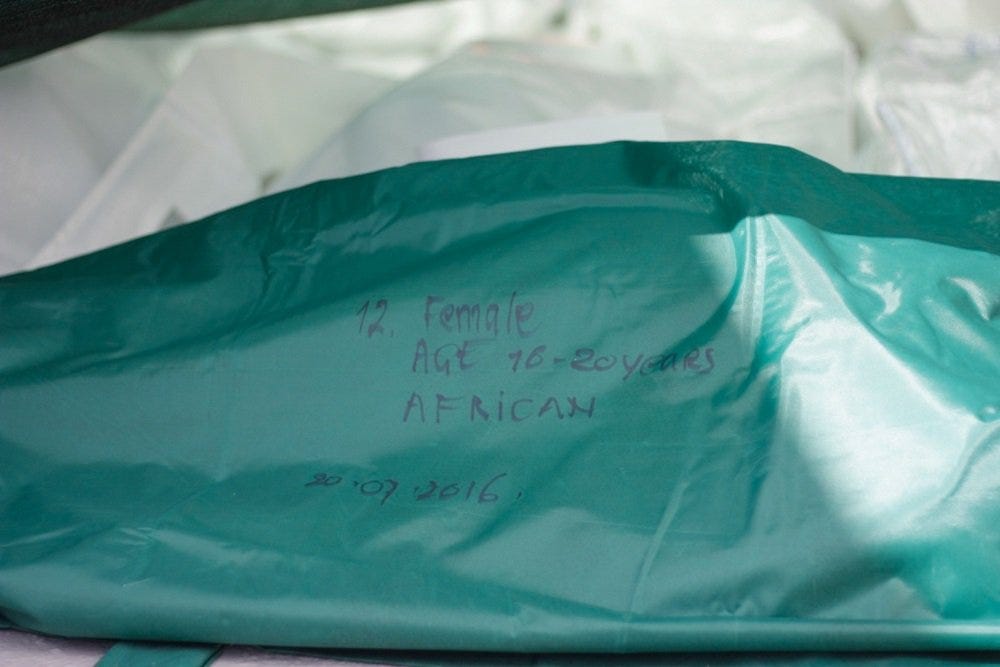 12. Female
AGE 16-20 years
AFRICAN
20.07.2016.